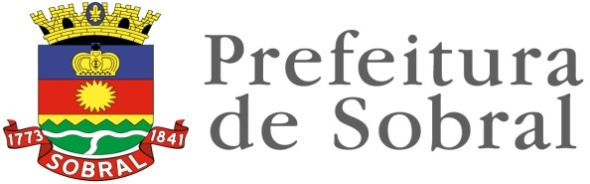 1773 1841
SOBRAL
Prefeitura
de Sobral